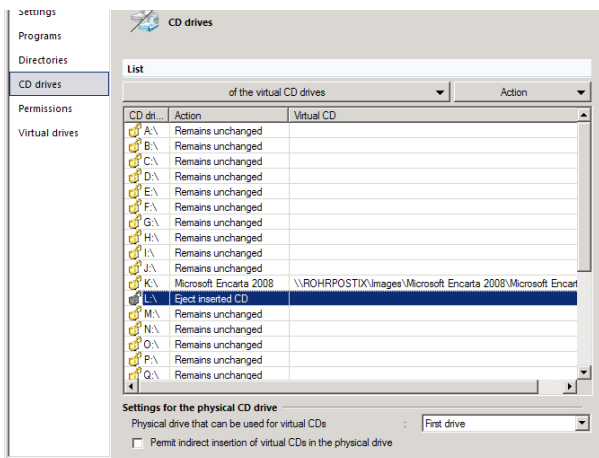 Settings
Programs
Directories
CD drives
Permissions
Virtual drives
CD drives
List
of the virtual CD drives Action
CD dri... Action Virtual CD
A:\ Remains unchanged
B:\ Remains unchanged
C:\ Remains unchanged
D:\ Remains unchanged
E:\ Remains unchanged
F:\ Remains unchanged
G:\ Remains unchanged
H:\ Remains unchanged
I:\ Remains unchanged
J:\ Remains unchanged
K:\ Microsoft Encarta 2008 \\ROHRPOSTIX\Images\Microsoft Encarta 2008\Microsoft Encart
L:\ Eject inserted CD
M:\ Remains unchanged
N:\ Remains unchanged
O:\ Remains unchanged
P:\ Remains unchanged
Q:\ Remains unchanged
Settings for the physical CD drive
Physical drive that can be used for virtual CDs : First drive
Permit indirect insertion of virtual CDs in the physical drive